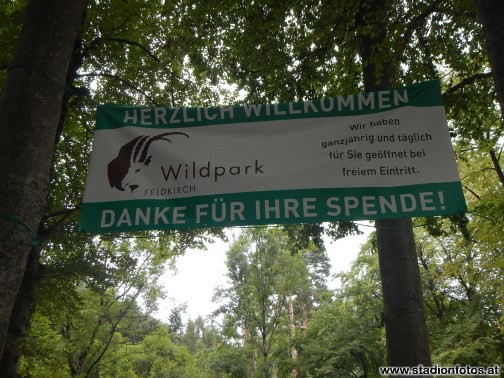 HERZLICH WILLKOMMEN
Wildpark
FELDKIRCH
Wir haben
ganzjährig und täglich
für Sie geöffnet bei
freiem Eintritt.
DANKE FÜR IHRE SPENDE!
www.stadionfotos.at